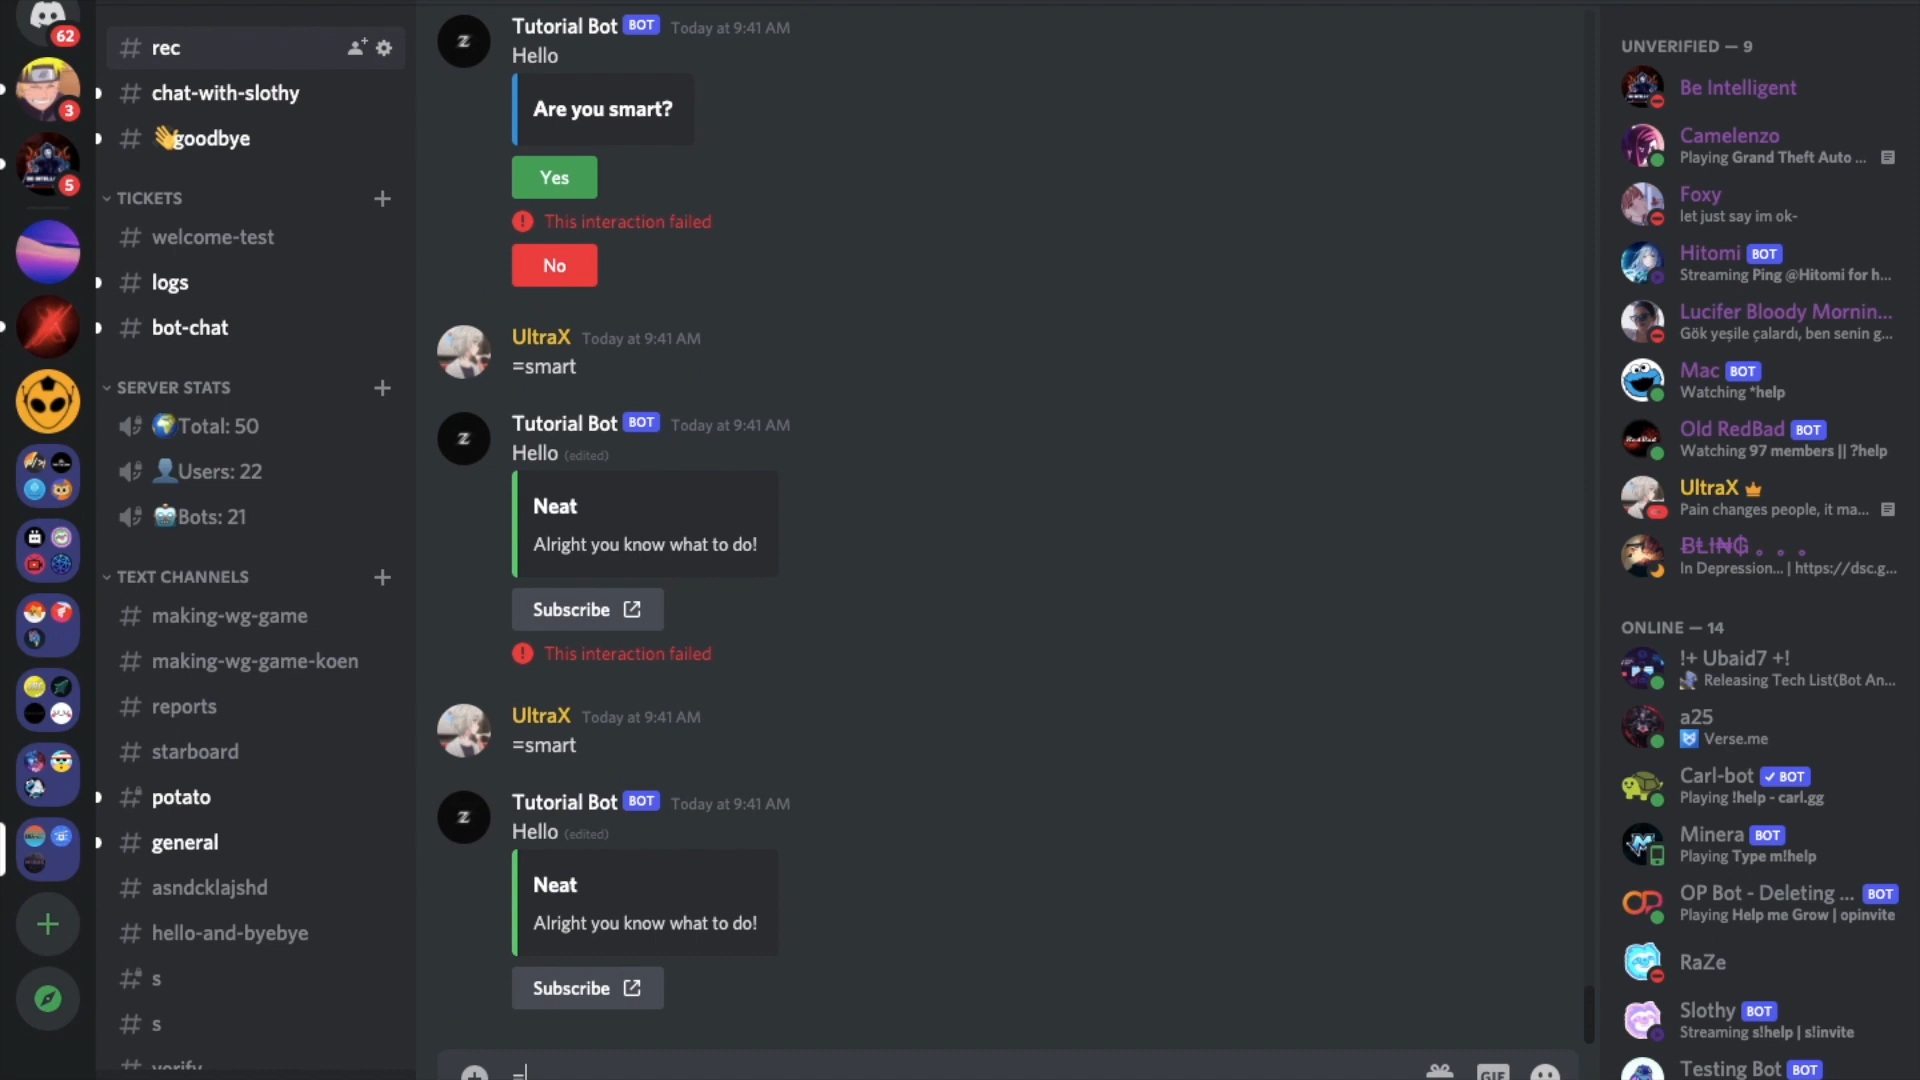 62
3
5
rec
chat-with-slothy
👋goodbye
TICKETS
welcome-test
logs
bot-chat
SERVER STATS
🌍Total: 50
👤Users: 22
🤖Bots: 21
TEXT CHANNELS
making-wg-game
making-wg-game-koen
reports
starboard
potato
general
asndcklajshd
hello-and-byebye
s
s
verify
Tutorial Bot BOT Today at 9:41 AM
Hello
Are you smart?
Yes
This interaction failed
No
UltraX Today at 9:41 AM
=smart
Tutorial Bot BOT Today at 9:41 AM
Hello (edited)
Neat
Alright you know what to do!
Subscribe
This interaction failed
UltraX Today at 9:41 AM
=smart
Tutorial Bot BOT Today at 9:41 AM
Hello (edited)
Neat
Alright you know what to do!
Subscribe
=
GIF
UNVERIFIED — 9
Be Intelligent
Camelenzo
Playing Grand Theft Auto ...
Foxy
let just say im ok-
Hitomi BOT
Streaming Ping @Hitomi for h...
Lucifer Bloody Mornin...
Gök yeşile çalardı, ben senin g...
Mac BOT
Watching *help
Old RedBad BOT
Watching 97 members || ?help
UltraX
Pain changes people, it ma...
B̶Ł̶I̶₦̶₲̶ 。。。
In Depression... | https://dsc.g...
ONLINE — 14
!+ Ubaid7 +!
Releasing Tech List(Bot An...
a25
Verse.me
Carl-bot ✓ BOT
Playing !help - carl.gg
Minera BOT
Playing Type m!help
OP Bot - Deleting ... BOT
Playing Help me Grow | opinvite
RaZe
Slothy BOT
Streaming s!help | s!invite
Testing Bot BOT